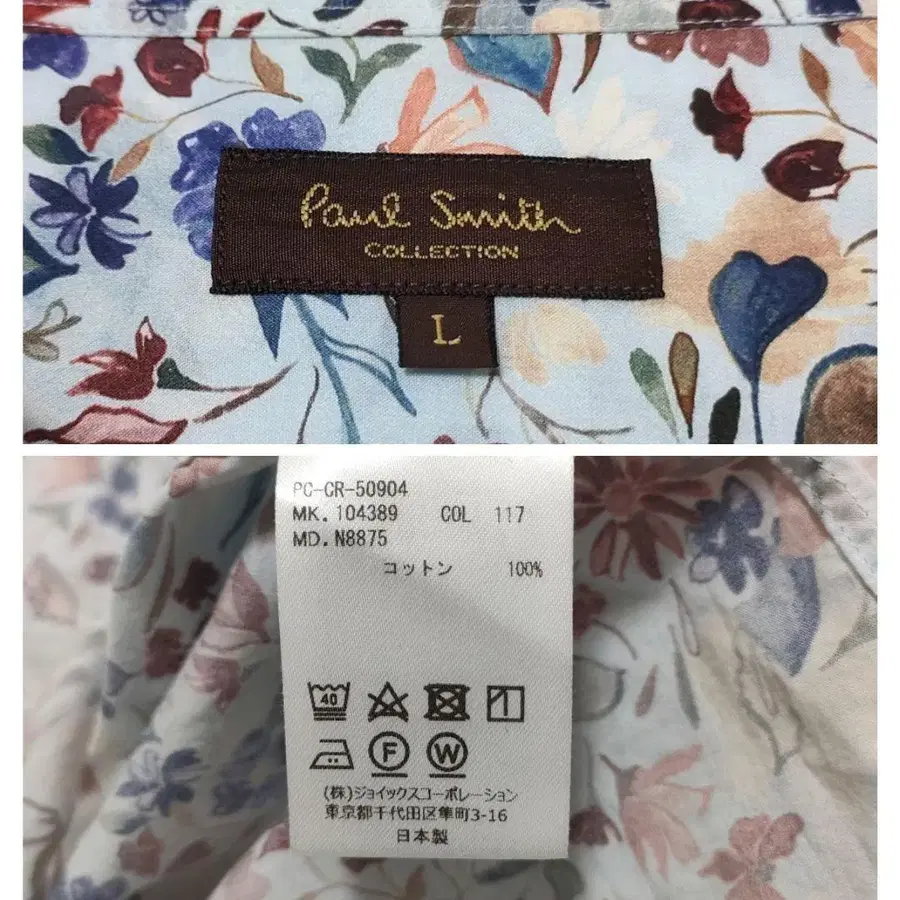 Paul Smith
COLLECTION
L
PC-CR-50904
MK. 104389 COL 117
MD. N8875
コットン 100%
40
F W
(株)ジョイックスコーポレーション
東京都千代田区隼町3-16
日本製